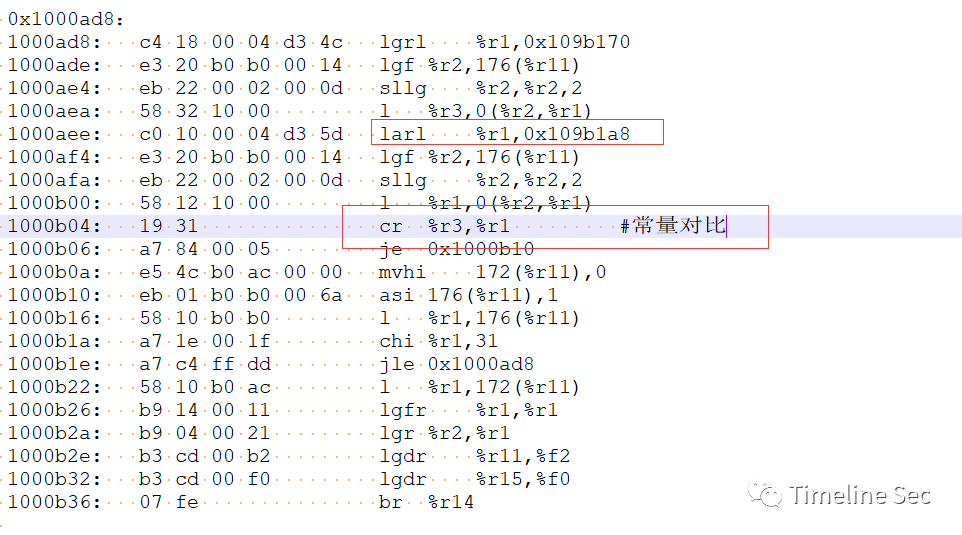 0x1000ad8:
1000ad8: c4 18 00 04 d3 4c lgrl %r1,0x109b170
1000ade: e3 20 b0 b0 00 14 lgf %r2,176(%r11)
1000ae4: eb 22 00 02 00 0d sllg %r2,%r2,2
1000aea: 58 32 10 00 l %r3,0(%r2,%r1)
1000aee: c0 10 00 04 d3 5d larl %r1,0x109b1a8
1000af4: e3 20 b0 b0 00 14 lgf %r2,176(%r11)
1000afa: eb 22 00 02 00 0d sllg %r2,%r2,2
1000b00: 58 12 10 00 l %r1,0(%r2,%r1)
1000b04: 19 31 cr %r3,%r1 #常量对比
1000b06: a7 84 00 05 je 0x1000b10
1000b0a: e5 4c b0 ac 00 00 mvhi 172(%r11),0
1000b10: eb 01 b0 b0 00 6a asi 176(%r11),1
1000b16: 58 10 b0 b0 l %r1,176(%r11)
1000b1a: a7 1e 00 1f chi %r1,31
1000b1e: a7 c4 ff dd jle 0x1000ad8
1000b22: 58 10 b0 ac l %r1,172(%r11)
1000b26: b9 14 00 11 lgfr %r1,%r1
1000b2a: b9 04 00 21 lgr %r2,%r1
1000b2e: b3 cd 00 b2 lgdr %r11,%f2
1000b32: b3 cd 00 f0 lgdr %r15,%f0
1000b36: 07 fe br %r14
Timeline Sec